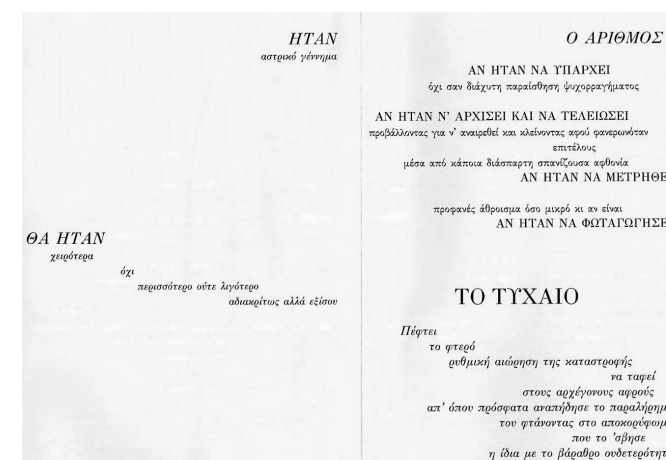 ΗΤΑΝ
αστρικό γέννημα
ΘΑ ΗΤΑΝ
χειρότερα
όχι
περισσότερο ούτε λιγότερο
αδιακρίτως αλλά εξίσου
Ο ΑΡΙΘΜΟΣ
ΑΝ ΗΤΑΝ ΝΑ ΥΠΑΡΧΕΙ
όχι σαν διάχυτη παραίσθηση ψυχορραγήματος
ΑΝ ΗΤΑΝ Ν' ΑΡΧΙΣΕΙ ΚΑΙ ΝΑ ΤΕΛΕΙΩΣΕΙ
προβάλλοντας για ν' αναιρεθεί και κλείνοντας αφού φανερωνόταν
επιτέλους
μέσα από κάποια διάσπαρτη σπανίζουσα αφθονία
ΑΝ ΗΤΑΝ ΝΑ ΜΕΤΡΗΘΕ
προφανές άθροισμα όσο μικρό κι αν είναι
ΑΝ ΗΤΑΝ ΝΑ ΦΩΤΑΓΩΓΗΣΕ
ΤΟ ΤΥΧΑΙΟ
Πέφτει
το φτερό
ρυθμική αιώρηση της καταστροφής
να ταφεί
στους αρχέγονους αφρούς
απ' όπου πρόσφατα αναπήδησε το παραλήρημ
του φτάνοντας στο αποκορύφωμ
που το 'σβησε
η ίδια με το βάραθρο ουδετερότητ